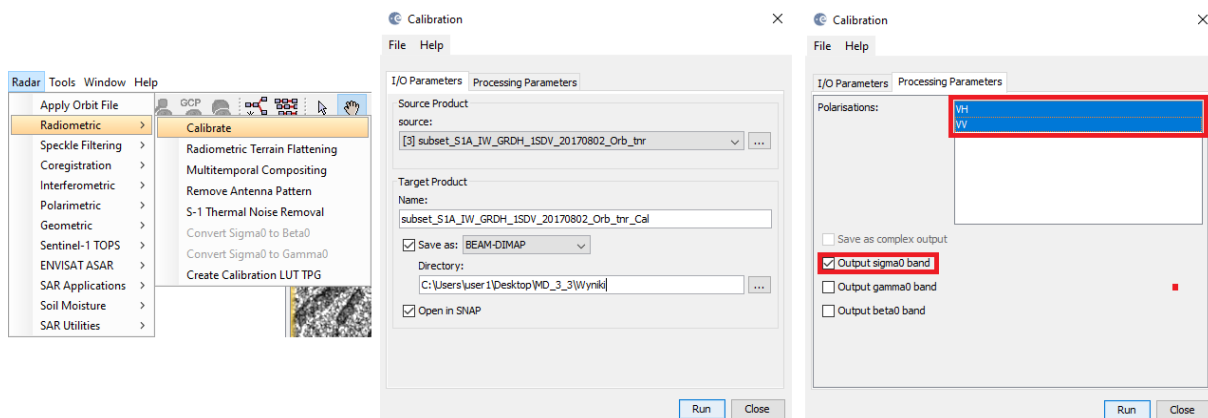 Radar Tools Window Help
Apply Orbit File
Radiometric >
Speckle Filtering >
Coregistration >
Interferometric >
Polarimetric >
Geometric >
Sentinel-1 TOPS >
ENVISAT ASAR >
SAR Applications >
Soil Moisture >
SAR Utilities >
GCP
Calibrate
Radiometric Terrain Flattening
Multitemporal Compositing
Remove Antenna Pattern
S-1 Thermal Noise Removal
Convert Sigma0 to Beta0
Convert Sigma0 to Gamma0
Create Calibration LUT TPG
Calibration
File Help
I/O Parameters Processing Parameters
Source Product
source:
[3] subset_S1A_IW_GRDH_1SDV_20170802_Orb_tnr
...
Target Product
Name:
subset_S1A_IW_GRDH_1SDV_20170802_Orb_tnr_Cal
Save as: BEAM-DIMAP
Directory:
C:\Users\user1\Desktop\MD_3_3\Wyniki
...
Open in SNAP
Run Close
Calibration
File Help
I/O Parameters Processing Parameters
Polarisations:
VH
VV
Save as complex output
Output sigma0 band
Output gamma0 band
Output beta0 band
Run Close